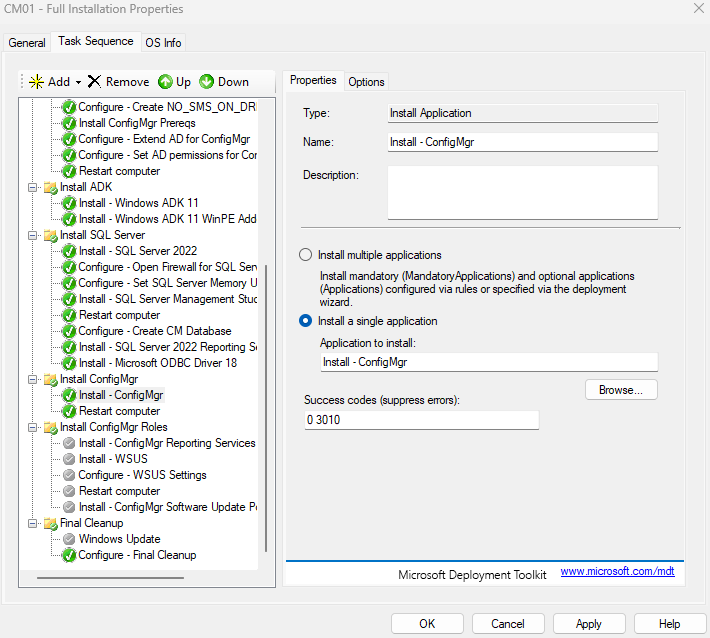 CM01 - Full Installation Properties
General
Task Sequence
OS Info
Add
Remove
Up
Down
Configure - Create NO_SMS_ON_DRI
Install ConfigMgr Prereqs
Configure - Extend AD for ConfigMgr
Configure - Set AD permissions for Cor
Restart computer
Install ADK
Install - Windows ADK 11
Install - Windows ADK 11 WinPE Add
Install SQL Server
Install - SQL Server 2022
Configure - Open Firewall for SQL Serv
Configure - Set SQL Server Memory U
Install - SQL Server Management Stuc
Restart computer
Configure - Create CM Database
Install - SQL Server 2022 Reporting Se
Install - Microsoft ODBC Driver 18
Install ConfigMgr
Install - ConfigMgr
Restart computer
Install ConfigMgr Roles
Install - ConfigMgr Reporting Services
Install - WSUS
Configure - WSUS Settings
Restart computer
Install - ConfigMgr Software Update Po
Final Cleanup
Windows Update
Configure - Final Cleanup
Properties
Options
Type:
Install Application
Name:
Install - ConfigMgr
Description:
Install multiple applications
Install mandatory (MandatoryApplications) and optional applications
(Applications) configured via rules or specified via the deployment
wizard.
Install a single application
Application to install:
Install - ConfigMgr
Browse...
Success codes (suppress errors):
0 3010
Microsoft Deployment Toolkit
www.microsoft.com/mdt
OK
Cancel
Apply
Help